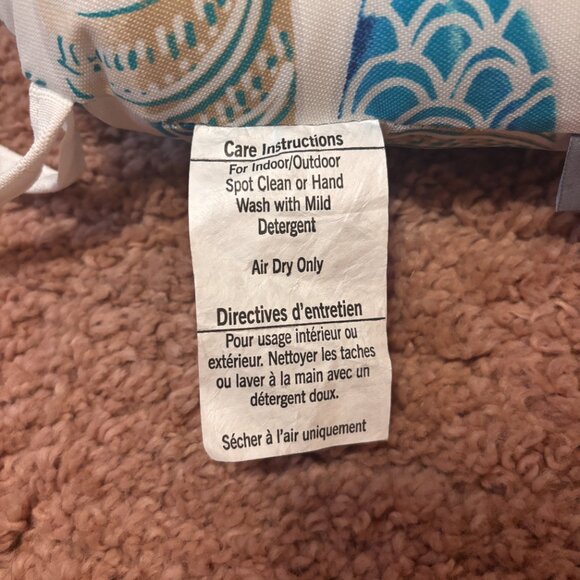 Care Instructions
For Indoor/Outdoor
Spot Clean or Hand
Wash with Mild
Detergent
Air Dry Only
Directives d'entretien
Pour usage intérieur ou
extérieur. Nettoyer les taches
ou laver à la main avec un
détergent doux.
Sécher à l'air uniquement